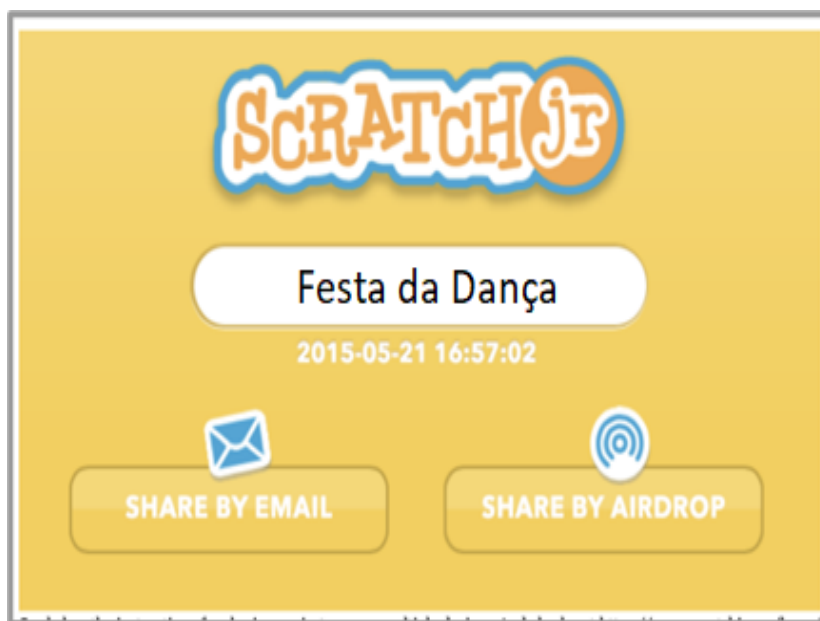 SCRATCH jr
Festa da Dança
2015-05-21 16:57:02
SHARE BY EMAIL
SHARE BY AIRDROP